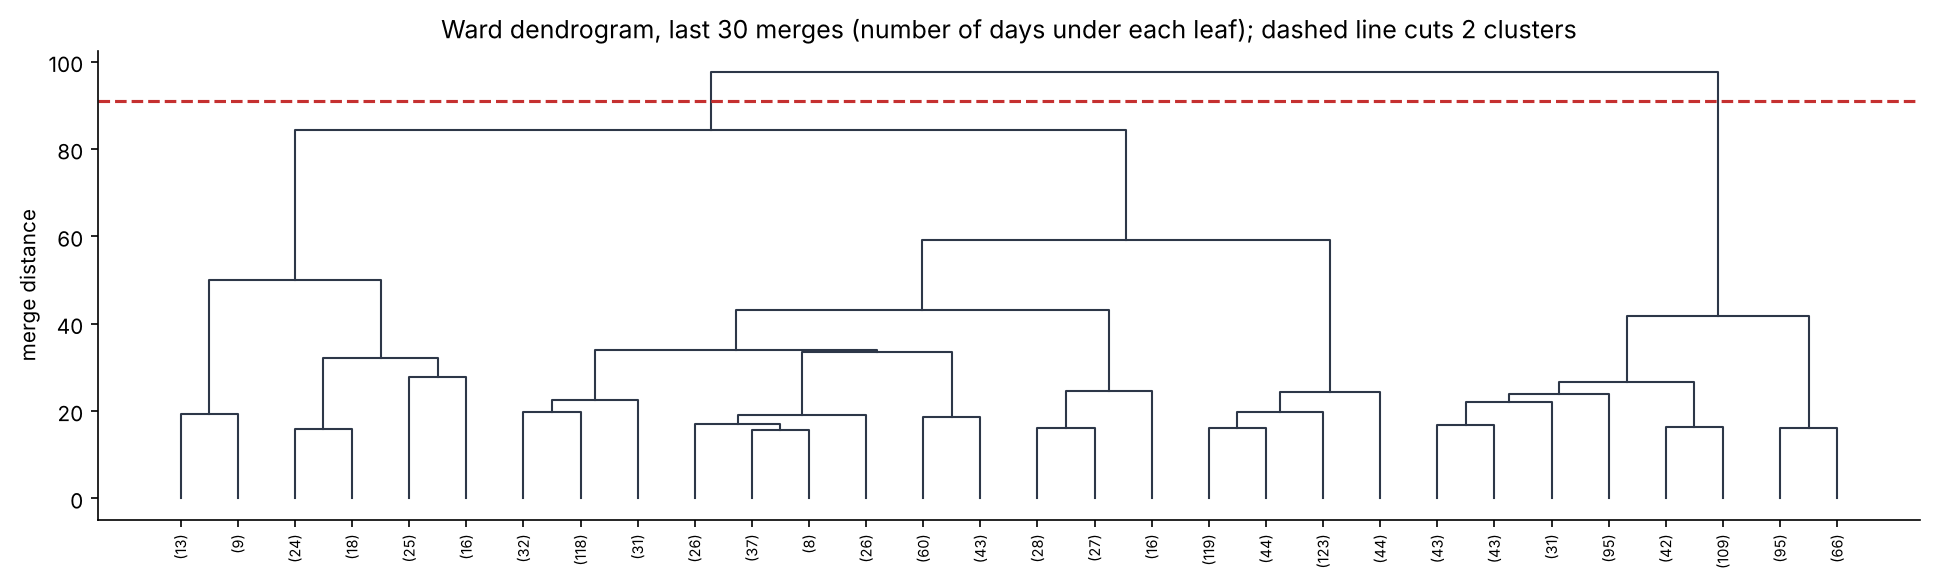 Ward dendrogram, last 30 merges (number of days under each leaf); dashed line cuts 2 clusters
merge distance
100
80
60
40
20
0
(13) (9) (24) (18) (25) (16) (32) (118) (31) (26) (37) (8) (26) (60) (43) (28) (27) (16) (119) (44) (123) (44) (43) (43) (31) (95) (42) (109) (95) (66)